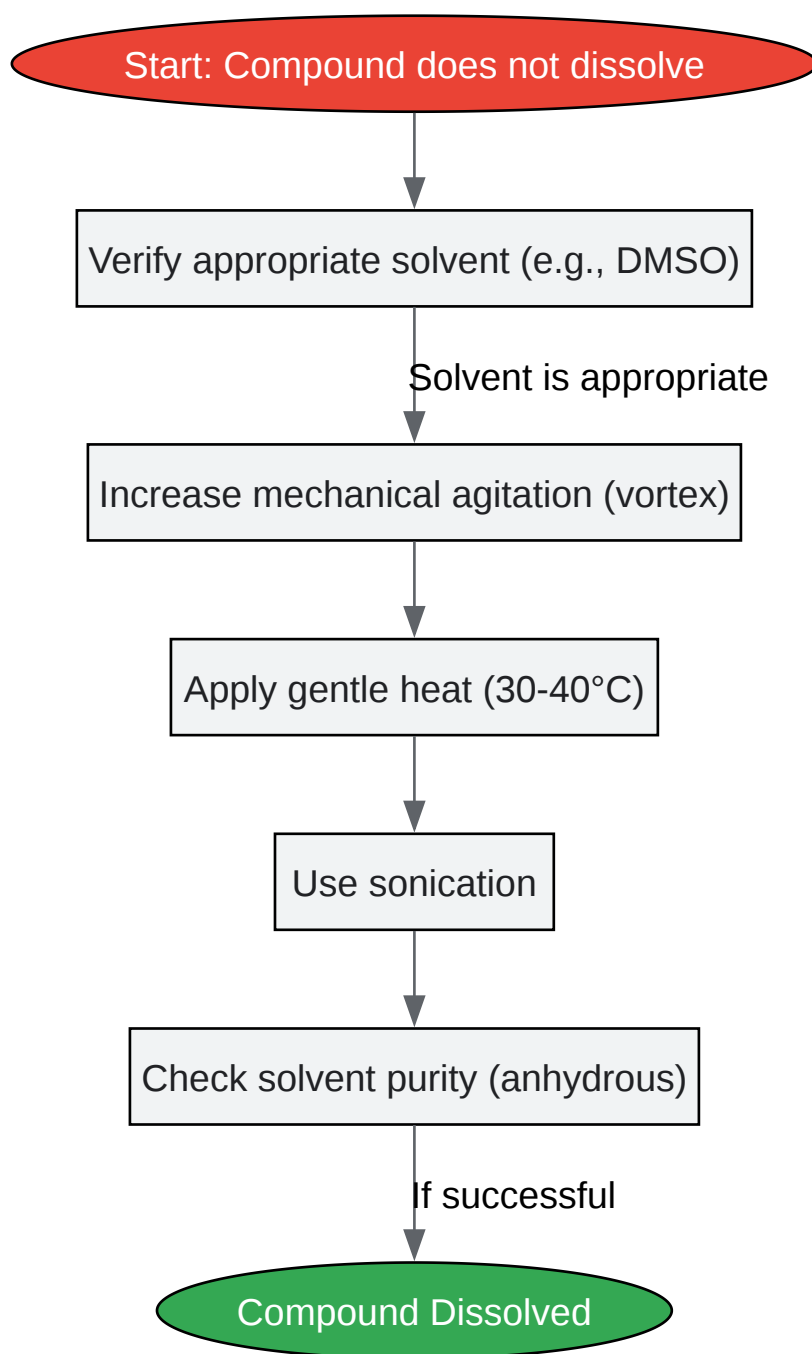 Start: Compound does not dissolve
Verify appropriate solvent (e.g., DMSO)
Solvent is appropriate
Increase mechanical agitation (vortex)
Apply gentle heat (30-40°C)
Use sonication
Check solvent purity (anhydrous)
If successful
Compound Dissolved